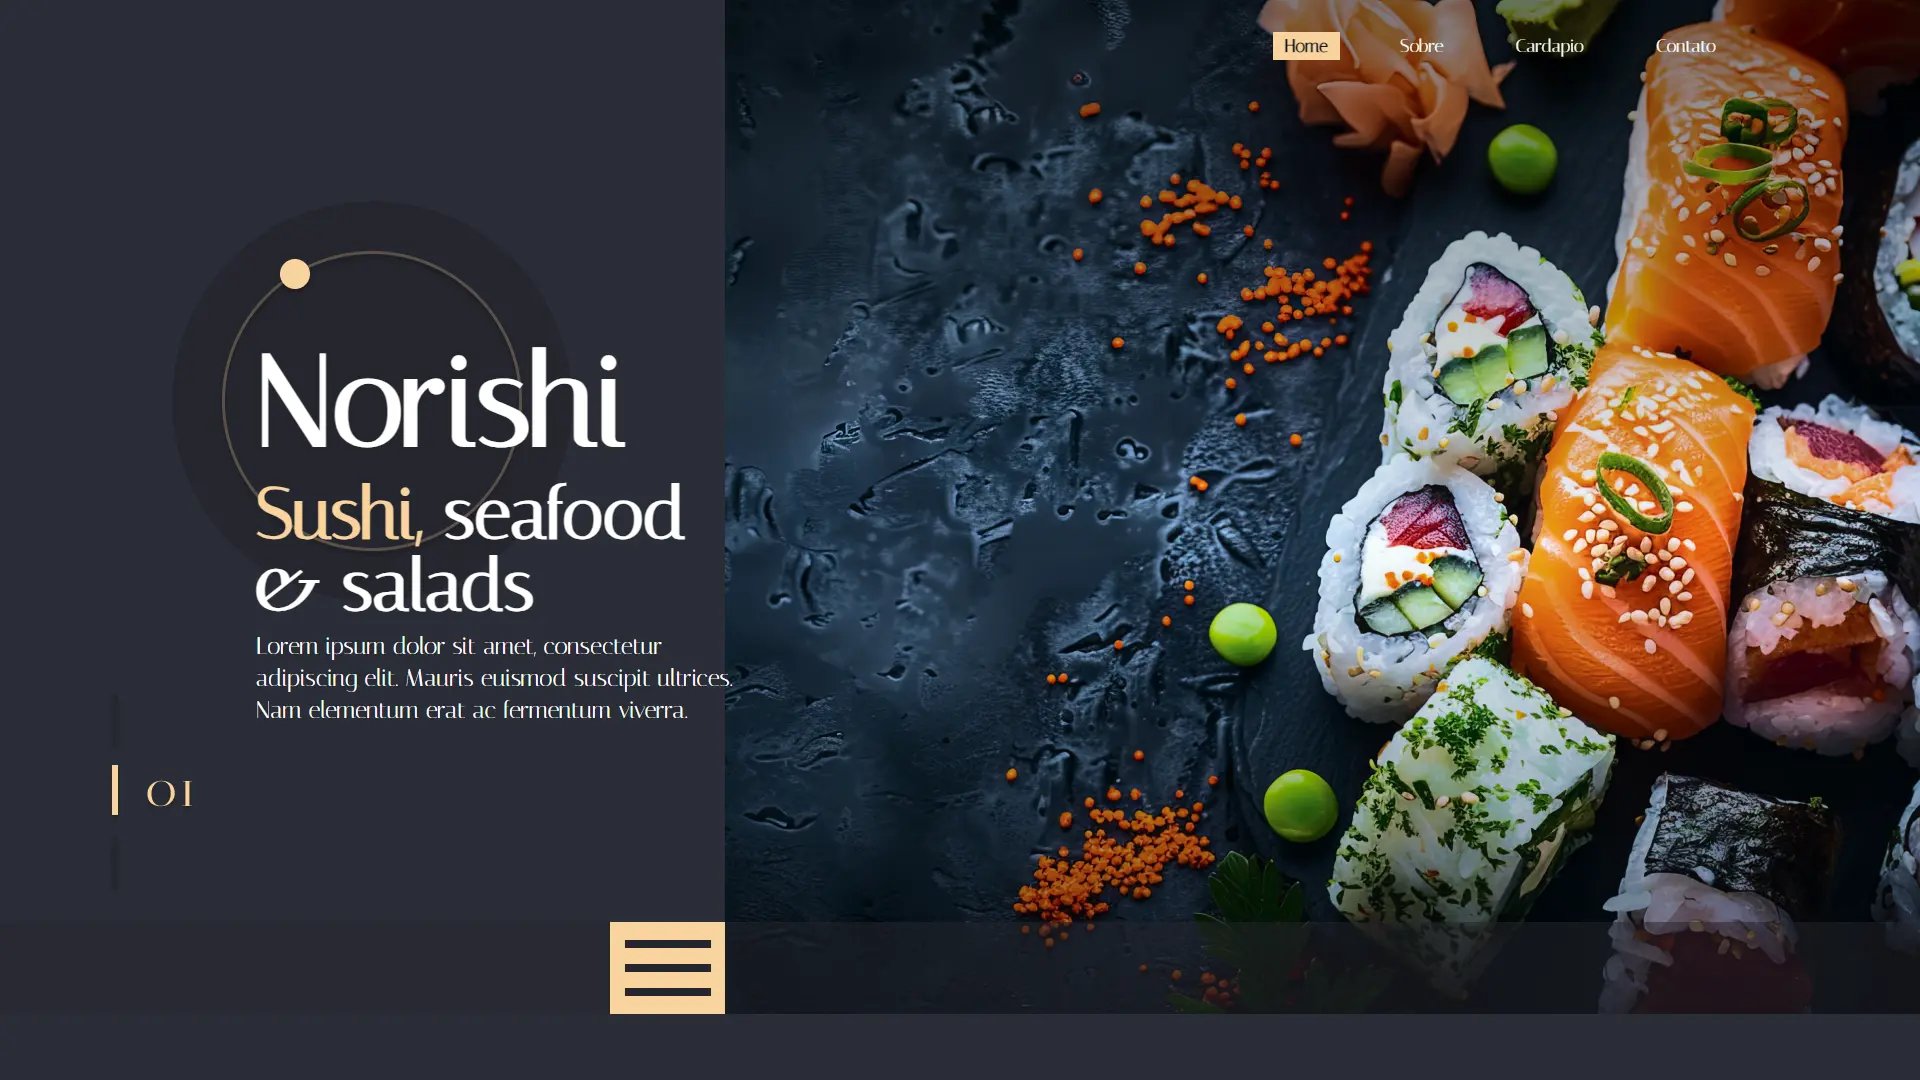 Home
Sobre
Cardapio
Contato
Norishi
Sushi, seafood
& salads
Lorem ipsum dolor sit amet, consectetur
adipiscing elit. Mauris euismod suscipit ultrices.
Nam elementum erat ac fermentum viverra.
01